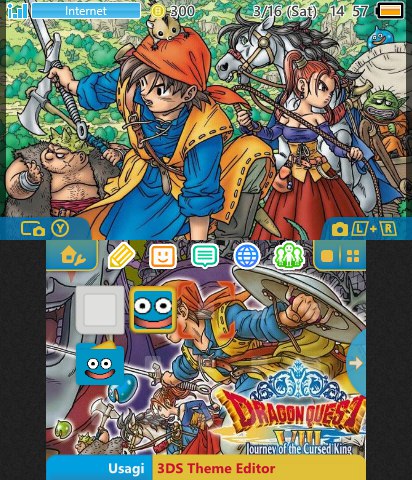 Internet 300 3/16 (Sat) 14 57
Y L+R
DRAGON QUEST
VIII
Journey of the Cursed King
Usagi 3DS Theme Editor